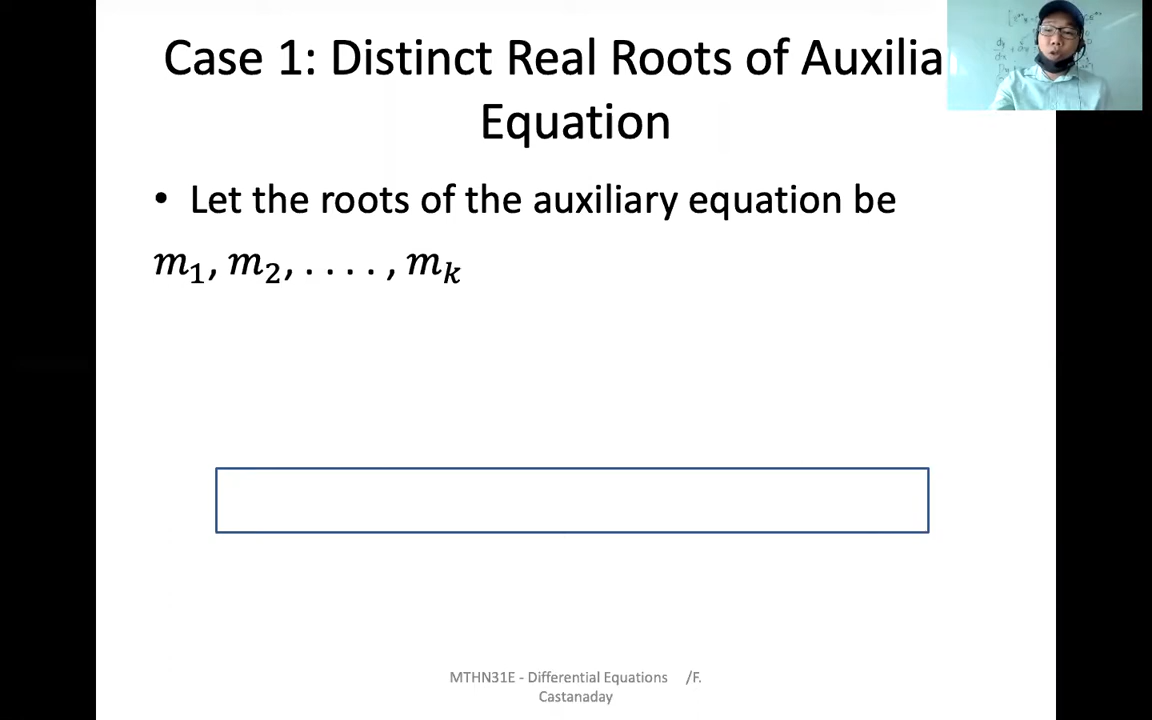 Case 1: Distinct Real Roots of Auxilia
Equation
• Let the roots of the auxiliary equation be
m₁, m₂, . . . . , mₖ
MTHN31E - Differential Equations /F.
Castanaday